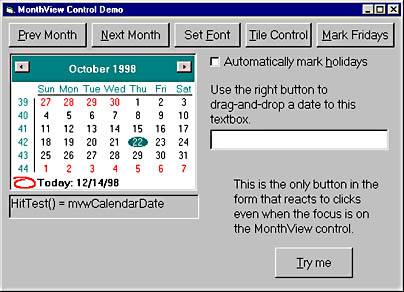 MonthView Control Demo
Prev Month Next Month Set Font Tile Control Mark Fridays
October 1998
Sun Mon Tue Wed Thu Fri Sat
39 27 28 29 30 1 2 3
40 4 5 6 7 8 9 10
41 11 12 13 14 15 16 17
42 18 19 20 21 22 23 24
43 25 26 27 28 29 30 31
44 1 2 3 4 5 6 7
Today: 12/14/98
HitTest() = mvwCalendarDate
Automatically mark holidays
Use the right button to
drag-and-drop a date to this
textbox.
This is the only button in the
form that reacts to clicks
even when the focus is on
the MonthView control.
Try me